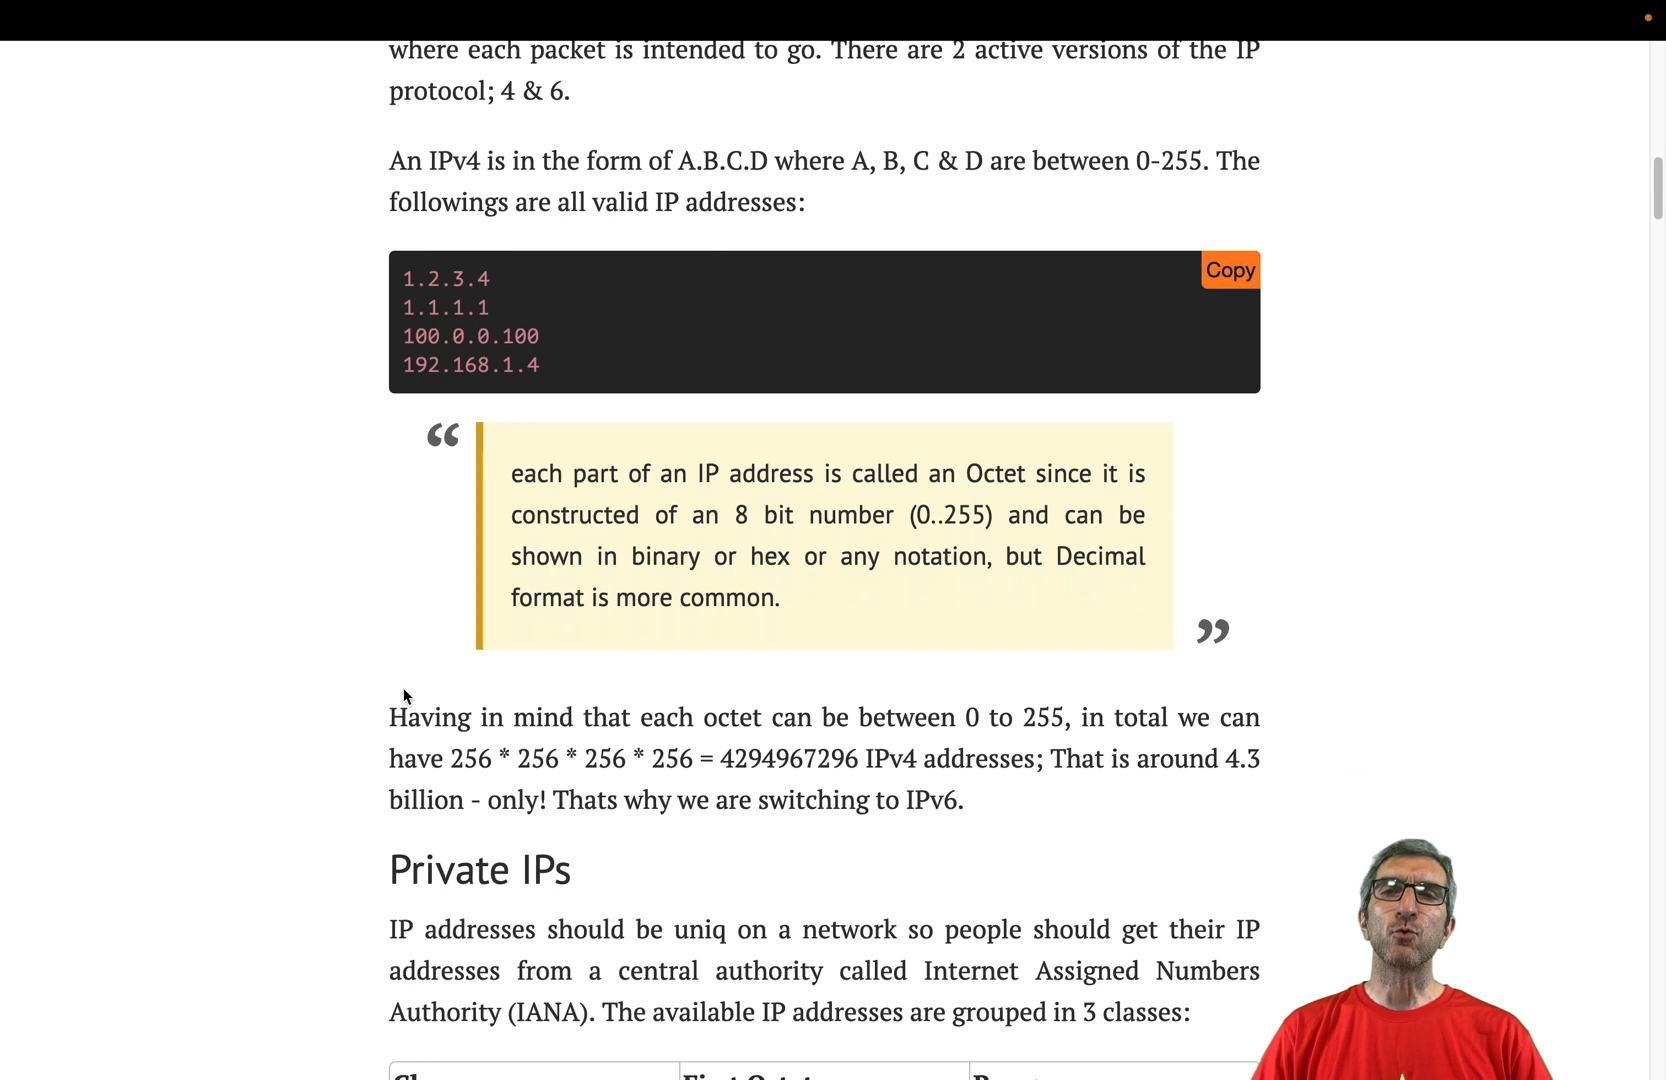 where each packet is intended to go. There are 2 active versions of the IP
protocol; 4 & 6.
An IPv4 is in the form of A.B.C.D where A, B, C & D are between 0-255. The
followings are all valid IP addresses:
Copy
1.2.3.4
1.1.1.1
100.0.0.100
192.168.1.4
“
each part of an IP address is called an Octet since it is
constructed of an 8 bit number (0..255) and can be
shown in binary or hex or any notation, but Decimal
format is more common.
”
Having in mind that each octet can be between 0 to 255, in total we can
have 256 * 256 * 256 * 256 = 4294967296 IPv4 addresses; That is around 4.3
billion - only! Thats why we are switching to IPv6.
Private IPs
IP addresses should be uniq on a network so people should get their IP
addresses from a central authority called Internet Assigned Numbers
Authority (IANA). The available IP addresses are grouped in 3 classes:
First Octet